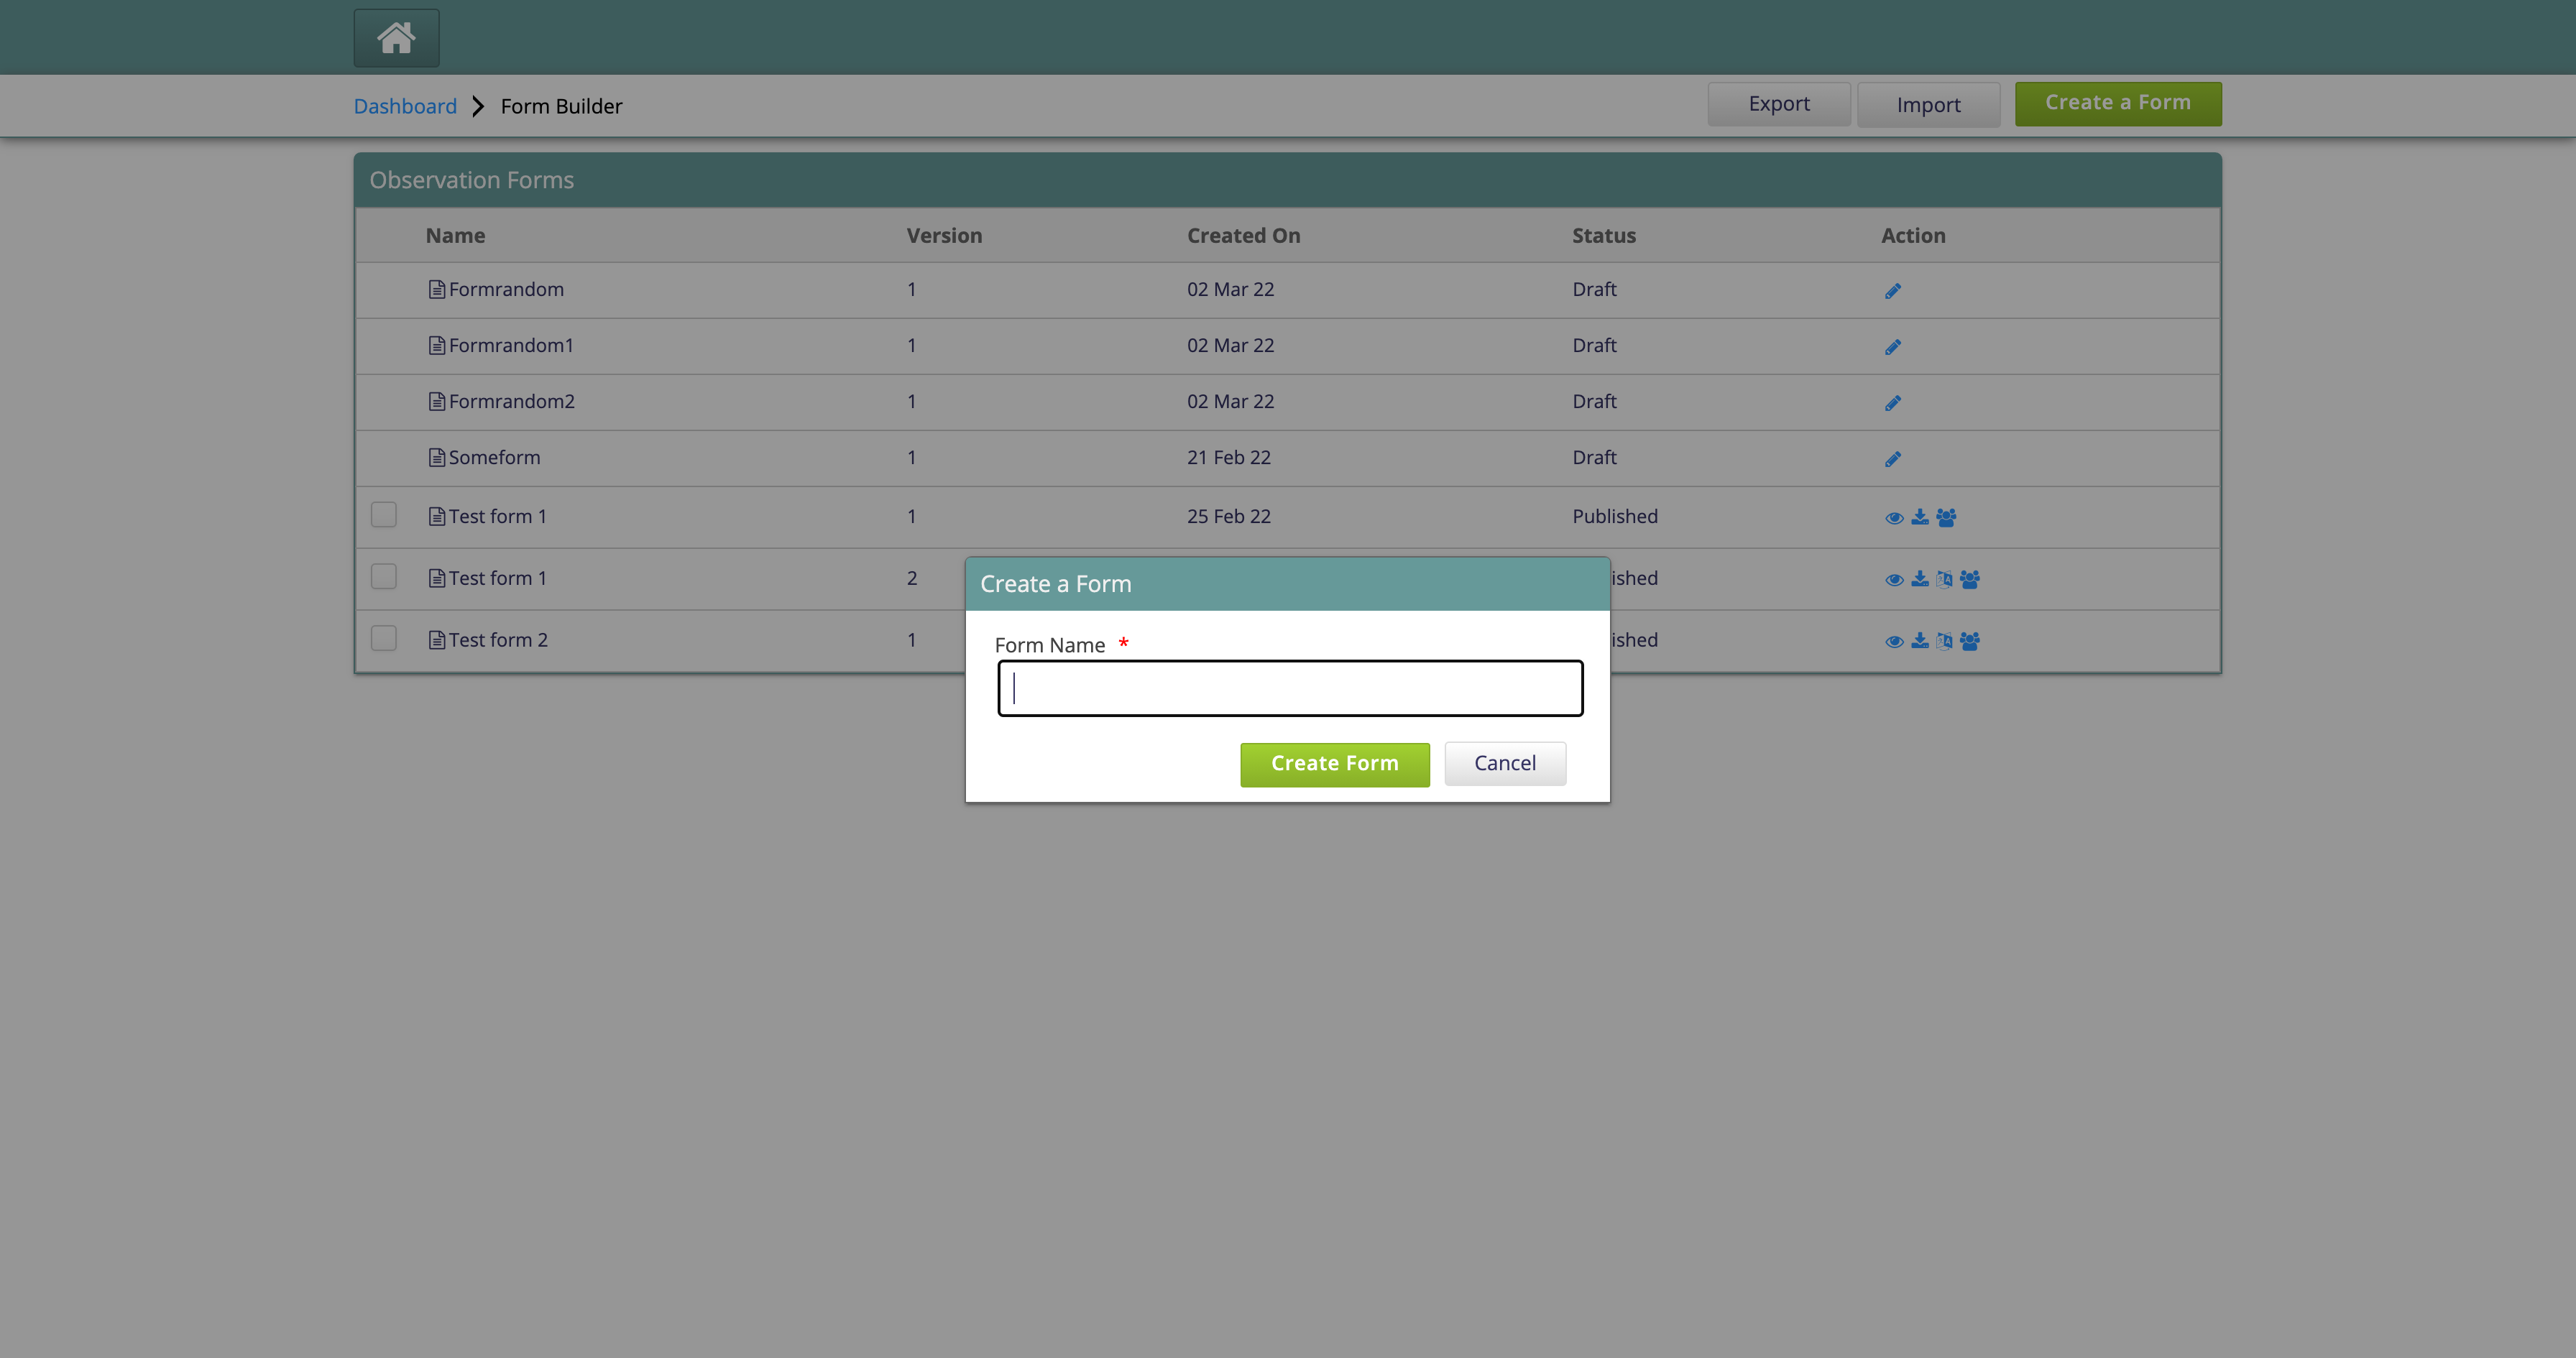 Dashboard Form Builder Export Import Create a Form
Observation Forms
Name Version Created On Status Action
Formrandom 1 02 Mar 22 Draft
Formrandom1 1 02 Mar 22 Draft
Formrandom2 1 02 Mar 22 Draft
Someform 1 21 Feb 22 Draft
Test form 1 1 25 Feb 22 Published
Test form 1 2 ished
Test form 2 1 ished
Create a Form
Form Name *
Create Form Cancel